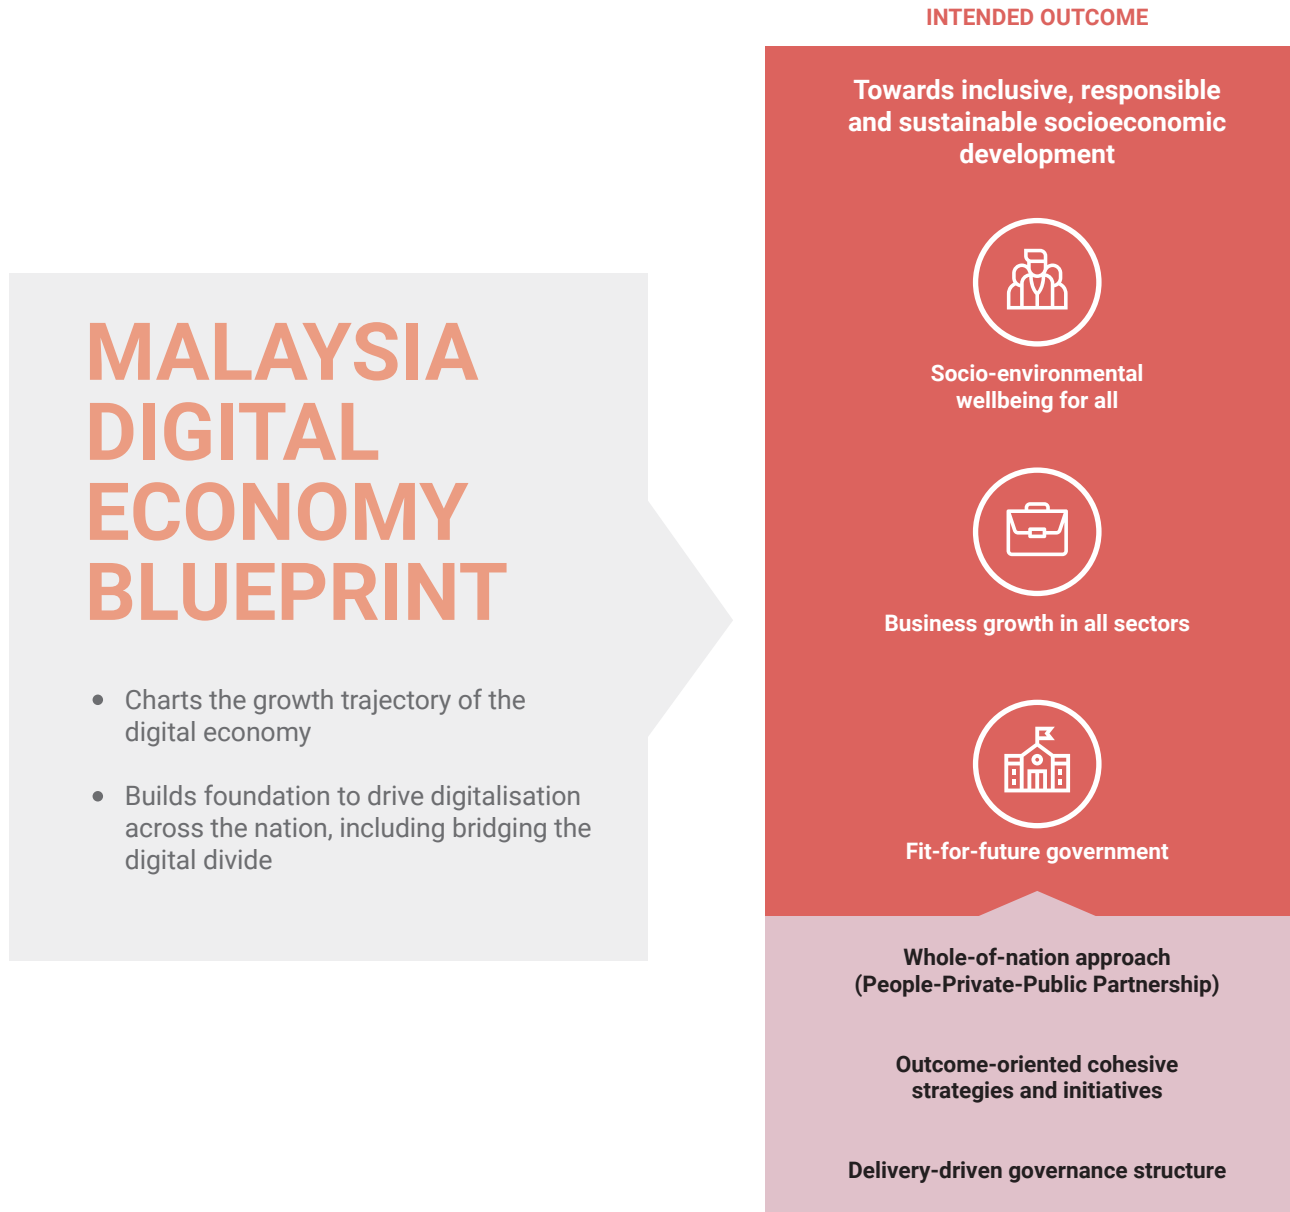 MALAYSIA
DIGITAL
ECONOMY
BLUEPRINT
• Charts the growth trajectory of the
digital economy
• Builds foundation to drive digitalisation
across the nation, including bridging the
digital divide
INTENDED OUTCOME
Towards inclusive, responsible
and sustainable socioeconomic
development
Socio-environmental
wellbeing for all
Business growth in all sectors
Fit-for-future government
Whole-of-nation approach
(People-Private-Public Partnership)
Outcome-oriented cohesive
strategies and initiatives
Delivery-driven governance structure